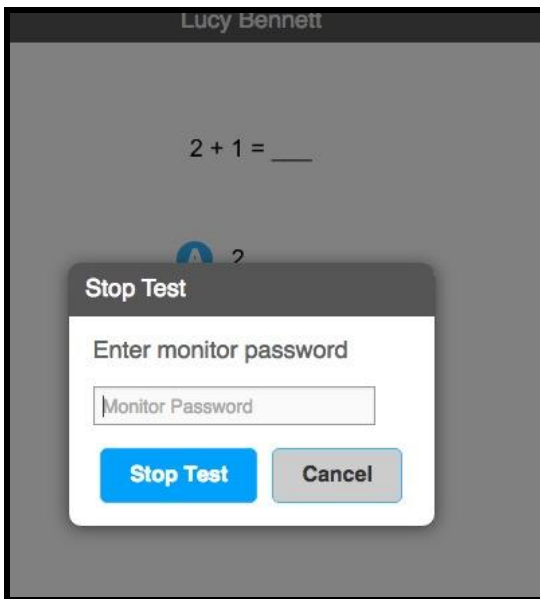 Lucy Bennett
2 + 1 = ___
A 2
Stop Test
Enter monitor password
Monitor Password
Stop Test Cancel